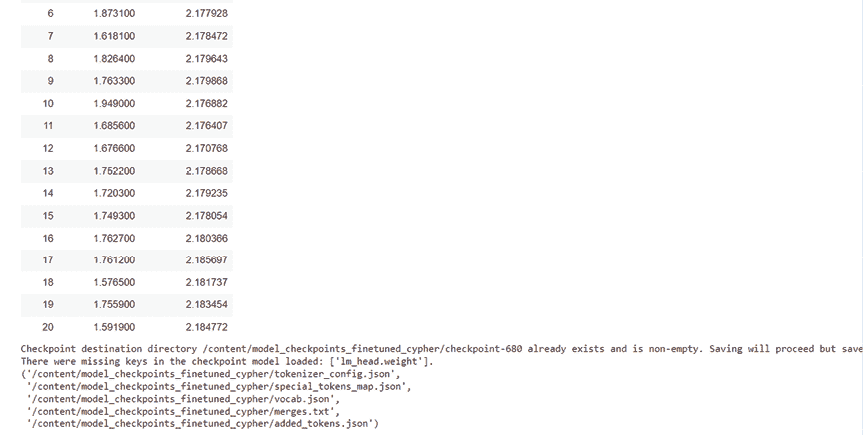 6 1.873100 2.177928
7 1.618100 2.178472
8 1.826400 2.179643
9 1.763300 2.179868
10 1.949000 2.176882
11 1.685600 2.176407
12 1.676600 2.170768
13 1.752200 2.178668
14 1.720300 2.179235
15 1.749300 2.178054
16 1.762700 2.180366
17 1.761200 2.185697
18 1.576500 2.181737
19 1.755900 2.183454
20 1.591900 2.184772
Checkpoint destination directory /content/model_checkpoints_finetuned_cypher/checkpoint-680 already exists and is non-empty. Saving will proceed but save
There were missing keys in the checkpoint model loaded: ['lm_head.weight'].
('/content/model_checkpoints_finetuned_cypher/tokenizer_config.json',
'/content/model_checkpoints_finetuned_cypher/special_tokens_map.json',
'/content/model_checkpoints_finetuned_cypher/vocab.json',
'/content/model_checkpoints_finetuned_cypher/merges.txt',
'/content/model_checkpoints_finetuned_cypher/added_tokens.json')